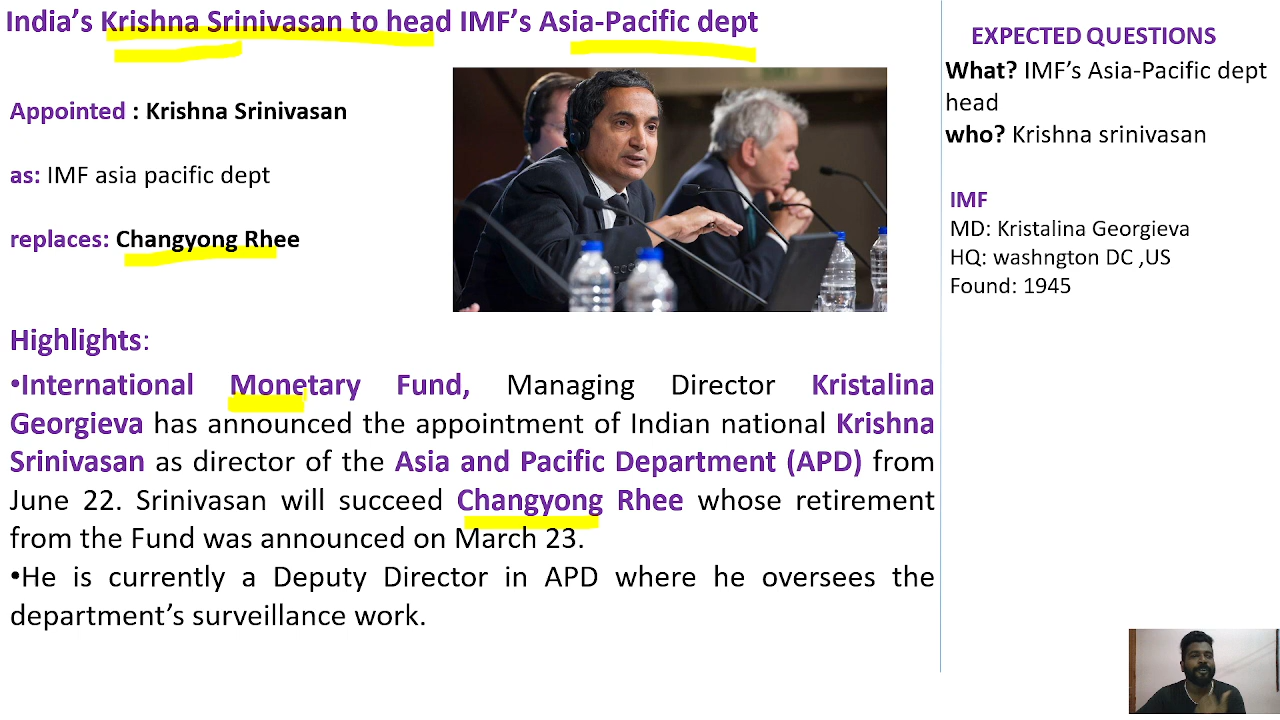 India's Krishna Srinivasan to head IMF's Asia-Pacific dept
Appointed : Krishna Srinivasan
as: IMF asia pacific dept
replaces: Changyong Rhee
Highlights:
•International Monetary Fund, Managing Director Kristalina
Georgieva has announced the appointment of Indian national Krishna
Srinivasan as director of the Asia and Pacific Department (APD) from
June 22. Srinivasan will succeed Changyong Rhee whose retirement
from the Fund was announced on March 23.
•He is currently a Deputy Director in APD where he oversees the
department's surveillance work.
EXPECTED QUESTIONS
What? IMF's Asia-Pacific dept
head
who? Krishna srinivasan
IMF
MD: Kristalina Georgieva
HQ: washngton DC ,US
Found: 1945